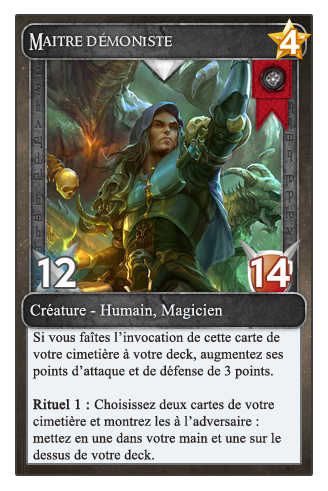 MAITRE DÉMONISTE
4
12
14
Créature - Humain, Magicien
Si vous faîtes l'invocation de cette carte de
votre cimetière à votre deck, augmentez ses
points d'attaque et de défense de 3 points.
Rituel 1 : Choisissez deux cartes de votre
cimetière et montrez les à l'adversaire :
mettez en une dans votre main et une sur le
dessus de votre deck.